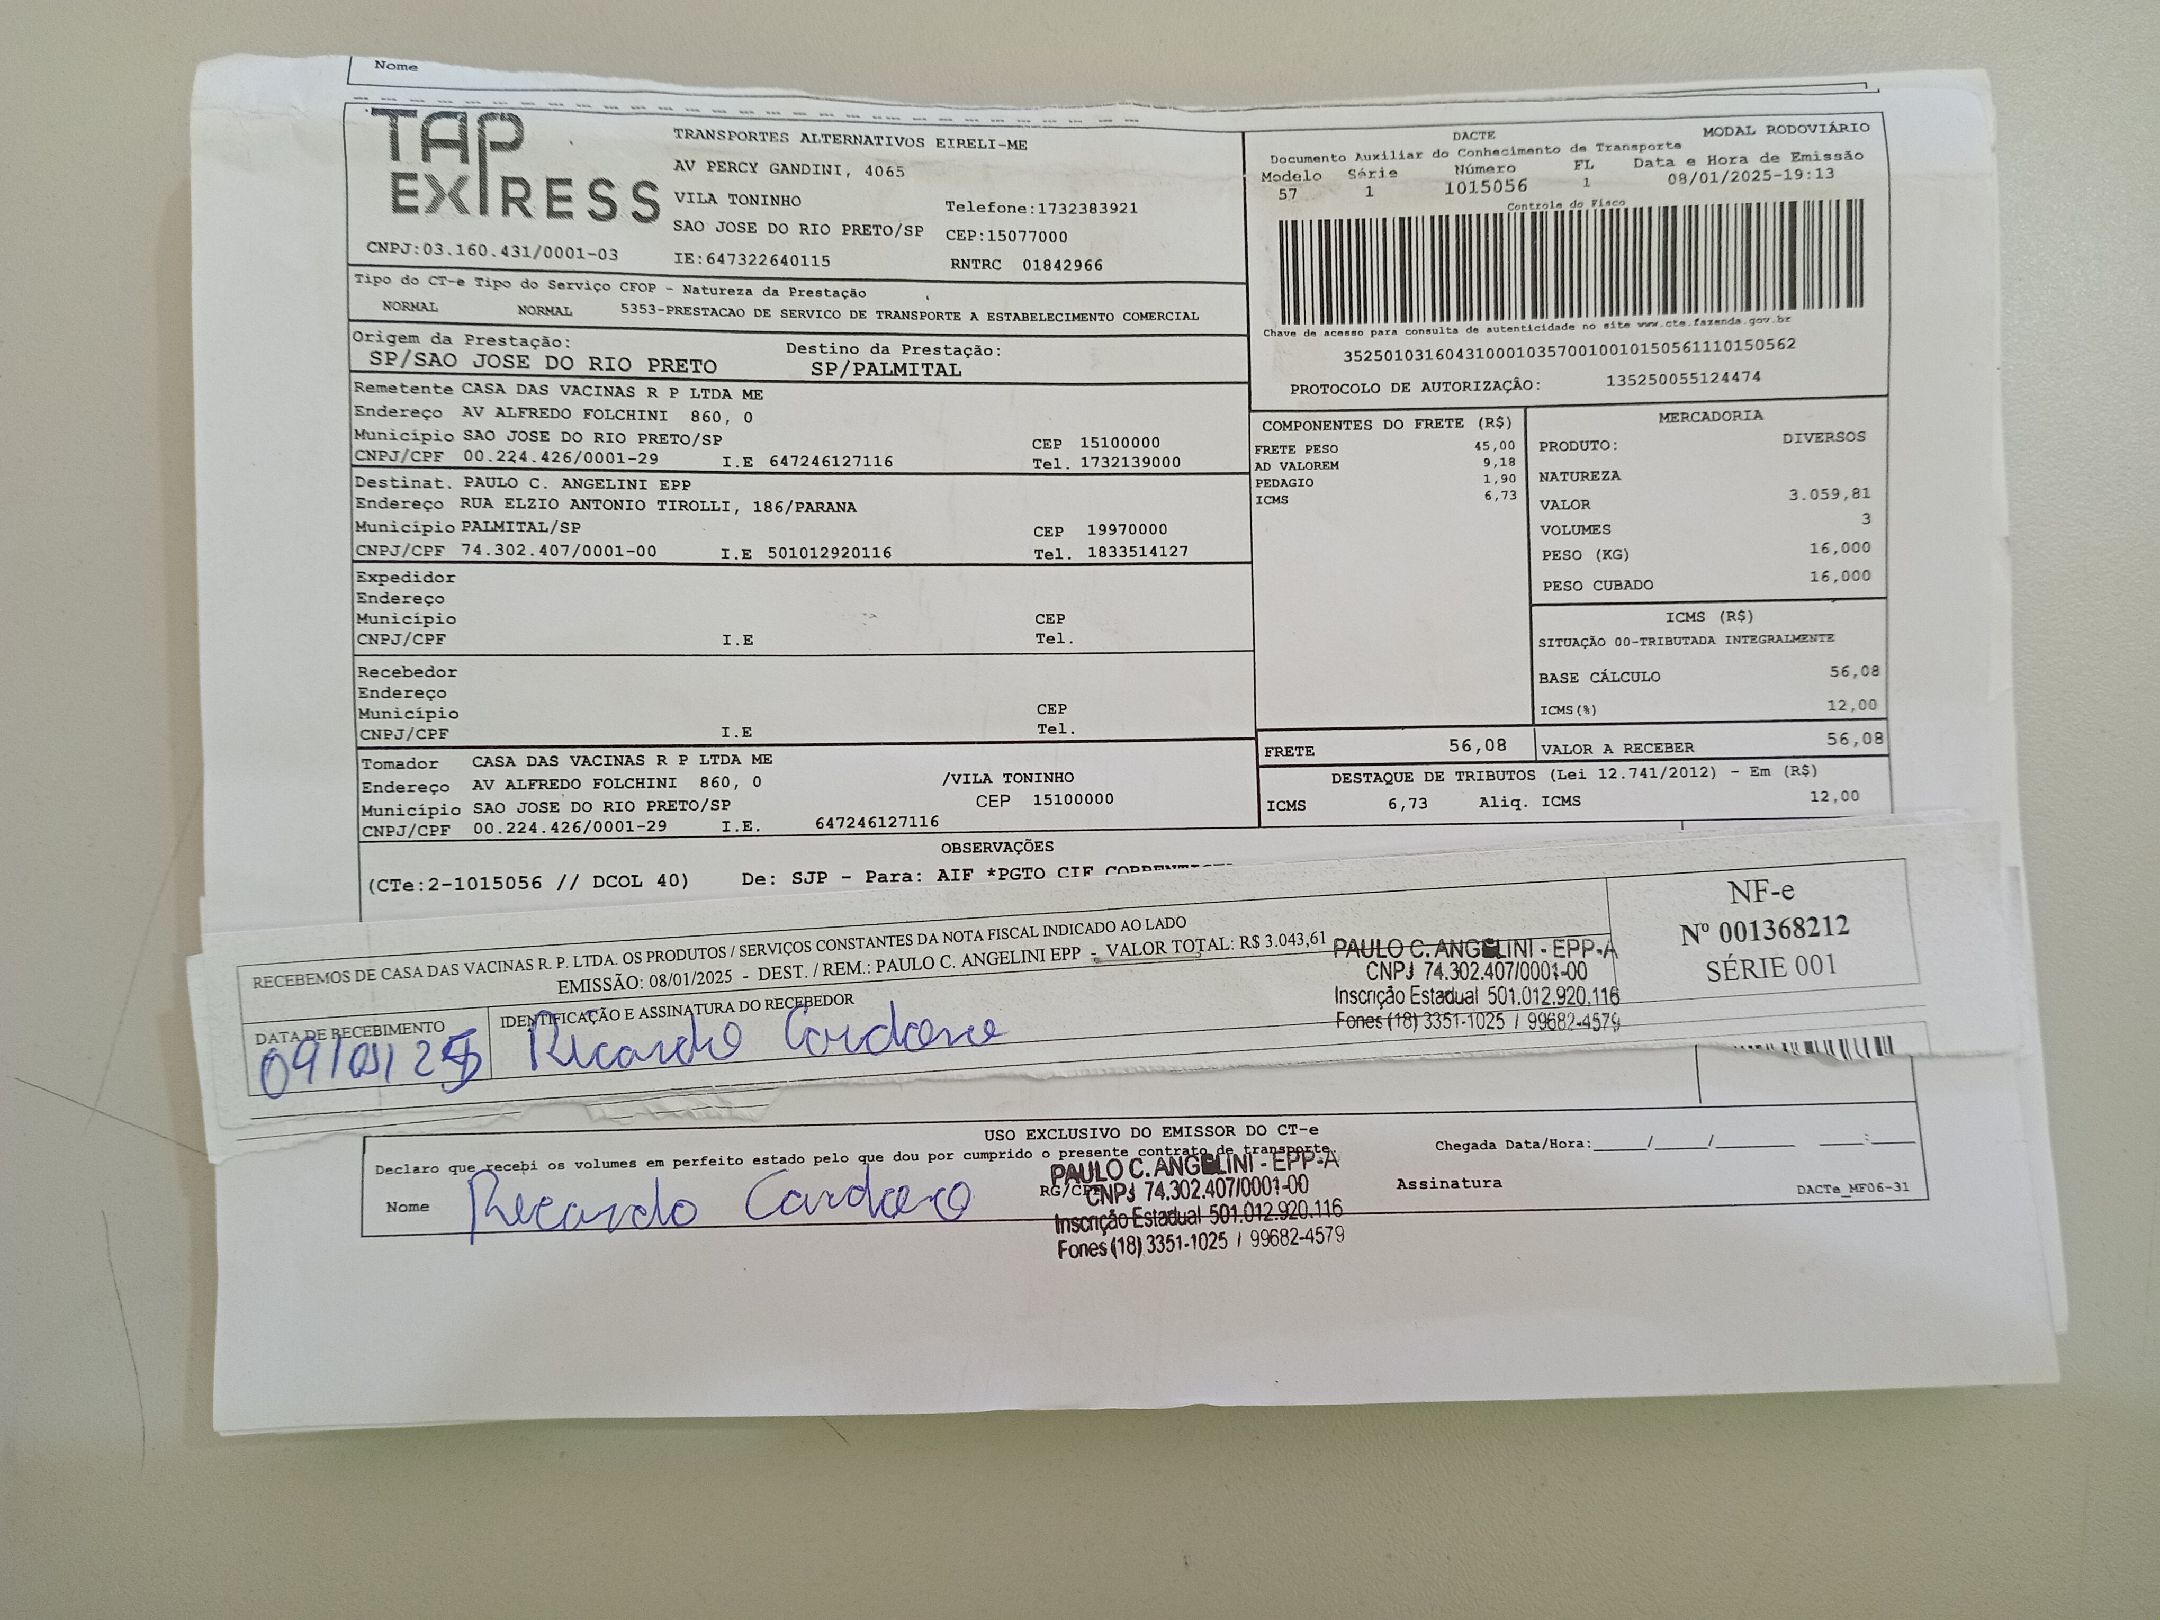 Nome
TAP EXPRESS
TRANSPORTES ALTERNATIVOS EIRELI-ME
AV PERCY GANDINI, 4065
VILA TONINHO
Telefone:1732383921
SAO JOSE DO RIO PRETO/SP CEP:15077000
CNPJ:03.160.431/0001-03 IE:647322640115 RNTRC 01842966
DACTE MODAL RODOVIÁRIO
Documento Auxiliar do Conhecimento de Transporte
Modelo Série Número FL Data e Hora de Emissão
57 1 1015056 1 08/01/2025-19:13
Controle do Fisco
Chave de acesso para consulta de autenticidade no site www.cte.fazenda.gov.br
35250103160431000103570010010150561110150562
PROTOCOLO DE AUTORIZAÇÂO: 135250055124474
Tipo do CT-e Tipo do Serviço CFOP - Natureza da Prestação
NORMAL NORMAL 5353-PRESTACAO DE SERVICO DE TRANSPORTE A ESTABELECIMENTO COMERCIAL
Origem da Prestação: Destino da Prestação:
SP/SAO JOSE DO RIO PRETO SP/PALMITAL
Remetente CASA DAS VACINAS R P LTDA ME
Endereço AV ALFREDO FOLCHINI 860, 0
Município SAO JOSE DO RIO PRETO/SP CEP 15100000
CNPJ/CPF 00.224.426/0001-29 I.E 647246127116 Tel. 1732139000
Destinat. PAULO C. ANGELINI EPP
Endereço RUA ELZIO ANTONIO TIROLLI, 186/PARANA
Município PALMITAL/SP CEP 19970000
CNPJ/CPF 74.302.407/0001-00 I.E 501012920116 Tel. 1833514127
Expedidor
Endereço
Município CEP
CNPJ/CPF I.E Tel.
Recebedor
Endereço
Município CEP
CNPJ/CPF I.E Tel.
Tomador CASA DAS VACINAS R P LTDA ME
Endereço AV ALFREDO FOLCHINI 860, 0 /VILA TONINHO
Município SAO JOSE DO RIO PRETO/SP CEP 15100000
CNPJ/CPF 00.224.426/0001-29 I.E. 647246127116
COMPONENTES DO FRETE (R$)
FRETE PESO 45,00
AD VALOREM 9,18
PEDAGIO 1,90
ICMS 6,73
MERCADORIA
PRODUTO: DIVERSOS
NATUREZA
VALOR 3.059,81
VOLUMES 3
PESO (KG) 16,000
PESO CUBADO 16,000
ICMS (R$)
SITUAÇÃO 00-TRIBUTADA INTEGRALMENTE
BASE CÁLCULO 56,08
ICMS(%) 12,00
FRETE 56,08 VALOR A RECEBER 56,08
DESTAQUE DE TRIBUTOS (Lei 12.741/2012) - Em (R$)
ICMS 6,73 Aliq. ICMS 12,00
OBSERVAÇÕES
(CTe:2-1015056 // DCOL 40) De: SJP - Para: AIF *PGTO CIF
RECEBEMOS DE CASA DAS VACINAS R. P. LTDA. OS PRODUTOS / SERVIÇOS CONSTANTES DA NOTA FISCAL INDICADO AO LADO
EMISSÃO: 08/01/2025 - DEST. / REM.: PAULO C. ANGELINI EPP - VALOR TOTAL: R$ 3.043,61
NF-e
Nº 001368212
SÉRIE 001
PAULO C. ANGELINI - EPP-A
CNPJ 74.302.407/0001-00
Inscrição Estadual 501.012.920.116
Fones (18) 3351-1025 / 99682-4579
DATA DE RECEBIMENTO IDENTIFICAÇÃO E ASSINATURA DO RECEBEDOR
09/01/25 Ricardo Cardoso
USO EXCLUSIVO DO EMISSOR DO CT-e
Declaro que recebi os volumes em perfeito estado pelo que dou por cumprido o presente contrato de transporte.
Chegada Data/Hora:____/____/______ ___:___
Nome Ricardo Cardoso RG/CPF Assinatura DACTe_MF06-31
PAULO C. ANGELINI - EPP-A
CNPJ 74.302.407/0001-00
Inscrição Estadual 501.012.920.116
Fones (18) 3351-1025 / 99682-4579